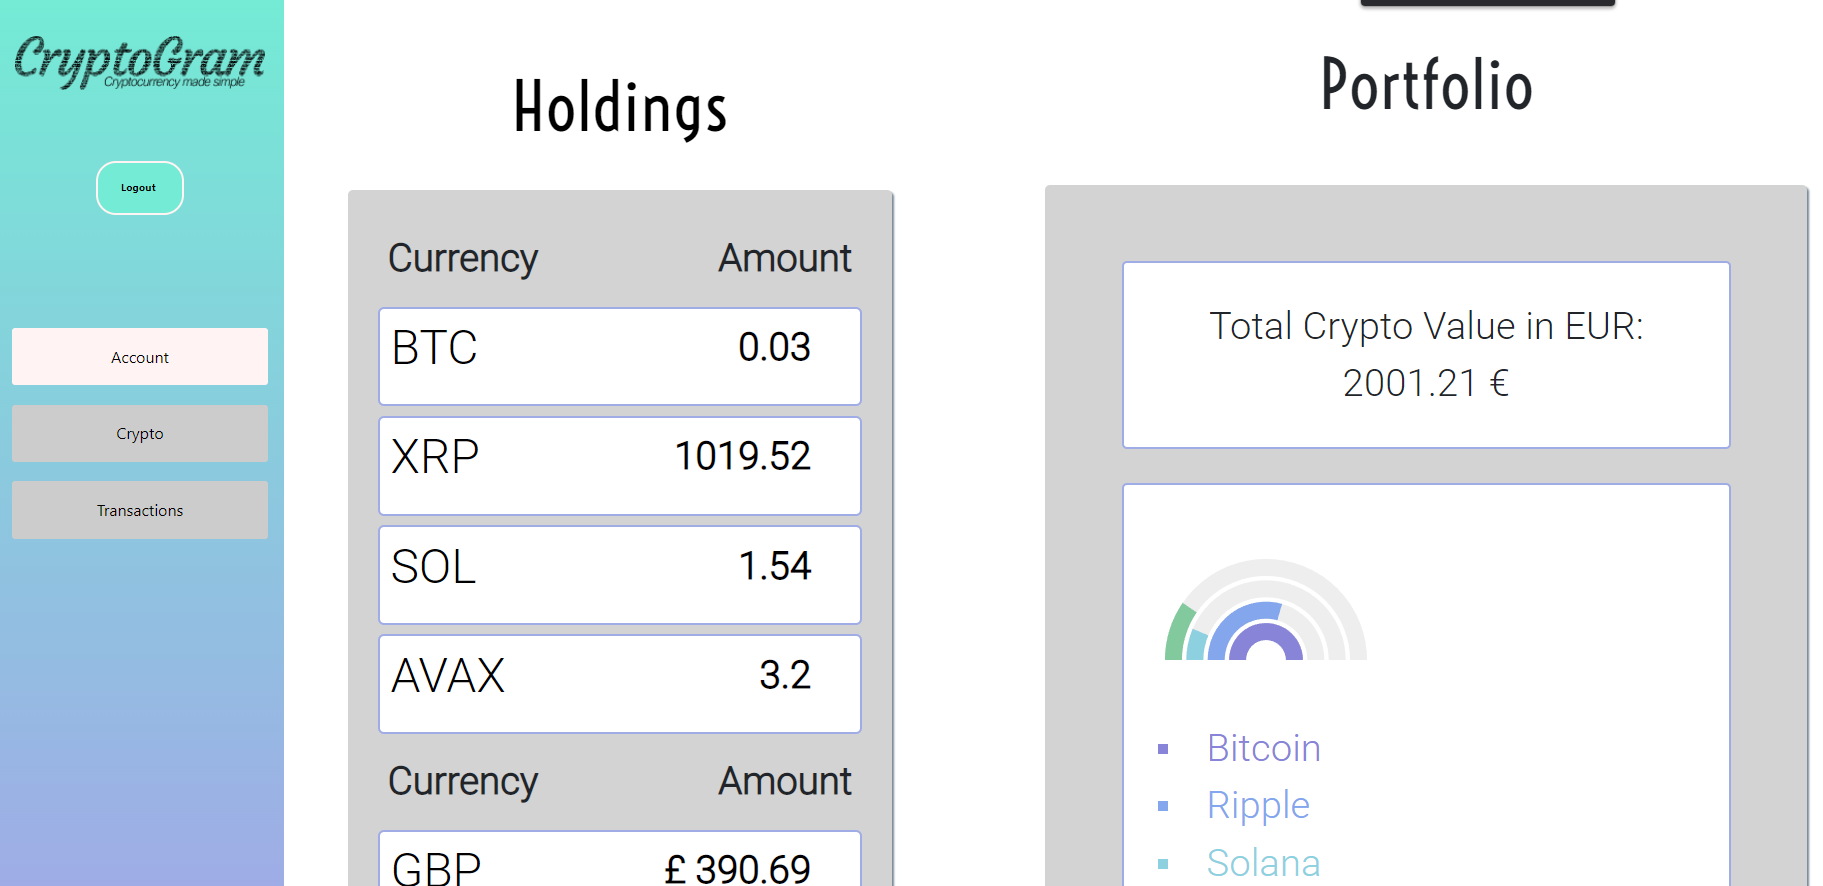 CryptoGram
Cryptocurrency made simple
Logout
Account
Crypto
Transactions
Holdings
Currency Amount
BTC 0.03
XRP 1019.52
SOL 1.54
AVAX 3.2
Currency Amount
GBP £ 390.69
Portfolio
Total Crypto Value in EUR:
2001.21 €
Bitcoin
Ripple
Solana